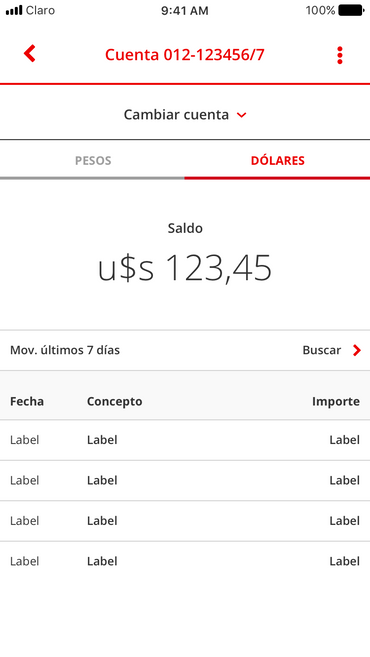 Claro 9:41 AM 100%
Cuenta 012-123456/7
Cambiar cuenta
PESOS DÓLARES
Saldo
u$s 123,45
Mov. últimos 7 días Buscar
Fecha Concepto Importe
Label Label Label
Label Label Label
Label Label Label
Label Label Label